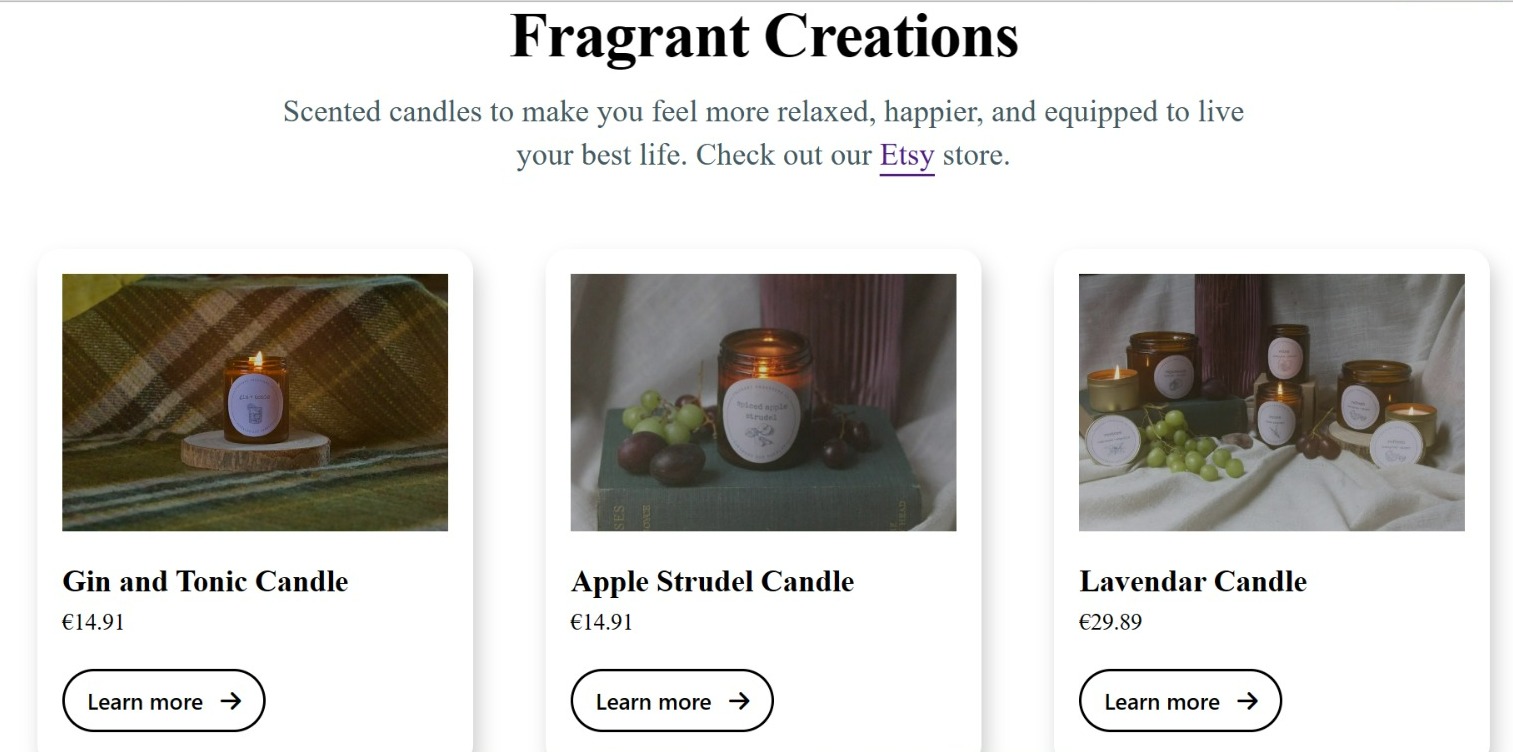 Fragrant Creations
Scented candles to make you feel more relaxed, happier, and equipped to live
your best life. Check out our Etsy store.
gin + tonic
spiced apple
strudel
Gin and Tonic Candle
€14.91
Learn more →
Apple Strudel Candle
€14.91
Learn more →
Lavendar Candle
€29.89
Learn more →